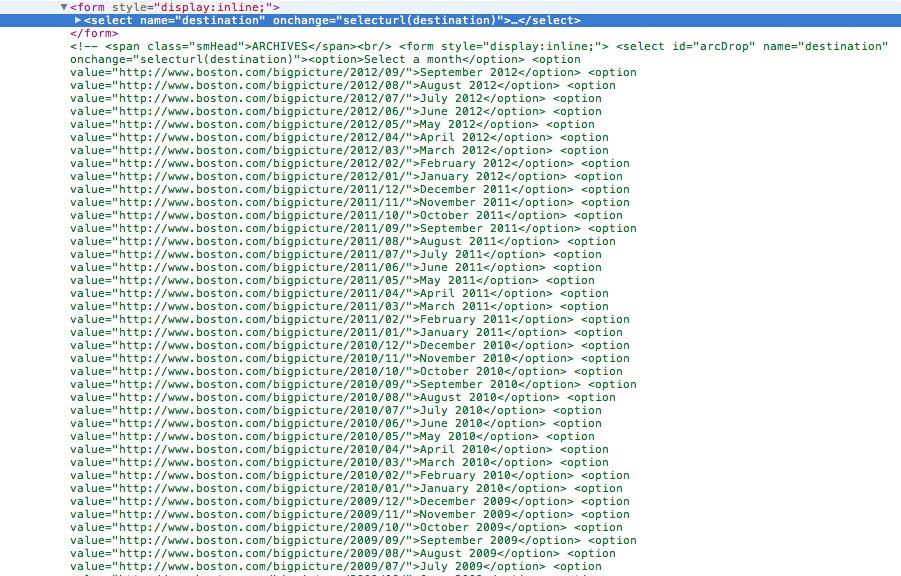 ▼<form style="display:inline;">
▶<select name="destination" onchange="selecturl(destination)">…</select>
</form>
<!-- <span class="smHead">ARCHIVES</span><br/> <form style="display:inline;"> <select id="arcDrop" name="destination"
onchange="selecturl(destination)"><option>Select a month</option> <option
value="http://www.boston.com/bigpicture/2012/09/">September 2012</option> <option
value="http://www.boston.com/bigpicture/2012/08/">August 2012</option> <option
value="http://www.boston.com/bigpicture/2012/07/">July 2012</option> <option
value="http://www.boston.com/bigpicture/2012/06/">June 2012</option> <option
value="http://www.boston.com/bigpicture/2012/05/">May 2012</option> <option
value="http://www.boston.com/bigpicture/2012/04/">April 2012</option> <option
value="http://www.boston.com/bigpicture/2012/03/">March 2012</option> <option
value="http://www.boston.com/bigpicture/2012/02/">February 2012</option> <option
value="http://www.boston.com/bigpicture/2012/01/">January 2012</option> <option
value="http://www.boston.com/bigpicture/2011/12/">December 2011</option> <option
value="http://www.boston.com/bigpicture/2011/11/">November 2011</option> <option
value="http://www.boston.com/bigpicture/2011/10/">October 2011</option> <option
value="http://www.boston.com/bigpicture/2011/09/">September 2011</option> <option
value="http://www.boston.com/bigpicture/2011/08/">August 2011</option> <option
value="http://www.boston.com/bigpicture/2011/07/">July 2011</option> <option
value="http://www.boston.com/bigpicture/2011/06/">June 2011</option> <option
value="http://www.boston.com/bigpicture/2011/05/">May 2011</option> <option
value="http://www.boston.com/bigpicture/2011/04/">April 2011</option> <option
value="http://www.boston.com/bigpicture/2011/03/">March 2011</option> <option
value="http://www.boston.com/bigpicture/2011/02/">February 2011</option> <option
value="http://www.boston.com/bigpicture/2011/01/">January 2011</option> <option
value="http://www.boston.com/bigpicture/2010/12/">December 2010</option> <option
value="http://www.boston.com/bigpicture/2010/11/">November 2010</option> <option
value="http://www.boston.com/bigpicture/2010/10/">October 2010</option> <option
value="http://www.boston.com/bigpicture/2010/09/">September 2010</option> <option
value="http://www.boston.com/bigpicture/2010/08/">August 2010</option> <option
value="http://www.boston.com/bigpicture/2010/07/">July 2010</option> <option
value="http://www.boston.com/bigpicture/2010/06/">June 2010</option> <option
value="http://www.boston.com/bigpicture/2010/05/">May 2010</option> <option
value="http://www.boston.com/bigpicture/2010/04/">April 2010</option> <option
value="http://www.boston.com/bigpicture/2010/03/">March 2010</option> <option
value="http://www.boston.com/bigpicture/2010/02/">February 2010</option> <option
value="http://www.boston.com/bigpicture/2010/01/">January 2010</option> <option
value="http://www.boston.com/bigpicture/2009/12/">December 2009</option> <option
value="http://www.boston.com/bigpicture/2009/11/">November 2009</option> <option
value="http://www.boston.com/bigpicture/2009/10/">October 2009</option> <option
value="http://www.boston.com/bigpicture/2009/09/">September 2009</option> <option
value="http://www.boston.com/bigpicture/2009/08/">August 2009</option> <option
value="http://www.boston.com/bigpicture/2009/07/">July 2009</option> <option